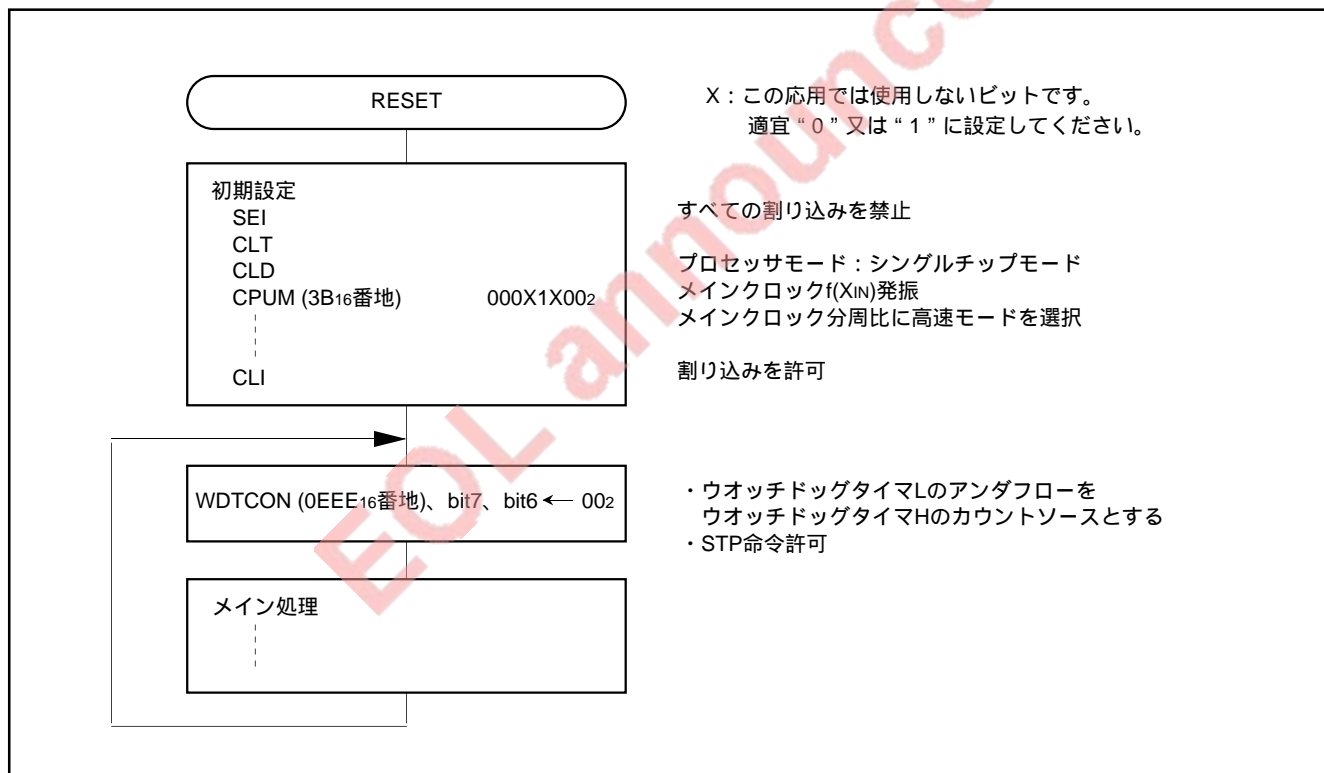 RESET
X：この応用では使用しないビットです。
適宜 “ 0 ” 又は “ 1 ” に設定してください。
初期設定
SEI
すべての割り込みを禁止
CLT
CLD
プロセッサモード：シングルチップモード
CPUM (3B16番地) 000X1X002
メインクロックf(XIN)発振
メインクロック分周比に高速モードを選択
CLI
割り込みを許可
WDTCON (0EEE16番地)、bit7、bit6 ← 002
・ウオッチドッグタイマLのアンダフローを
ウオッチドッグタイマHのカウントソースとする
・STP命令許可
メイン処理
EOL announce